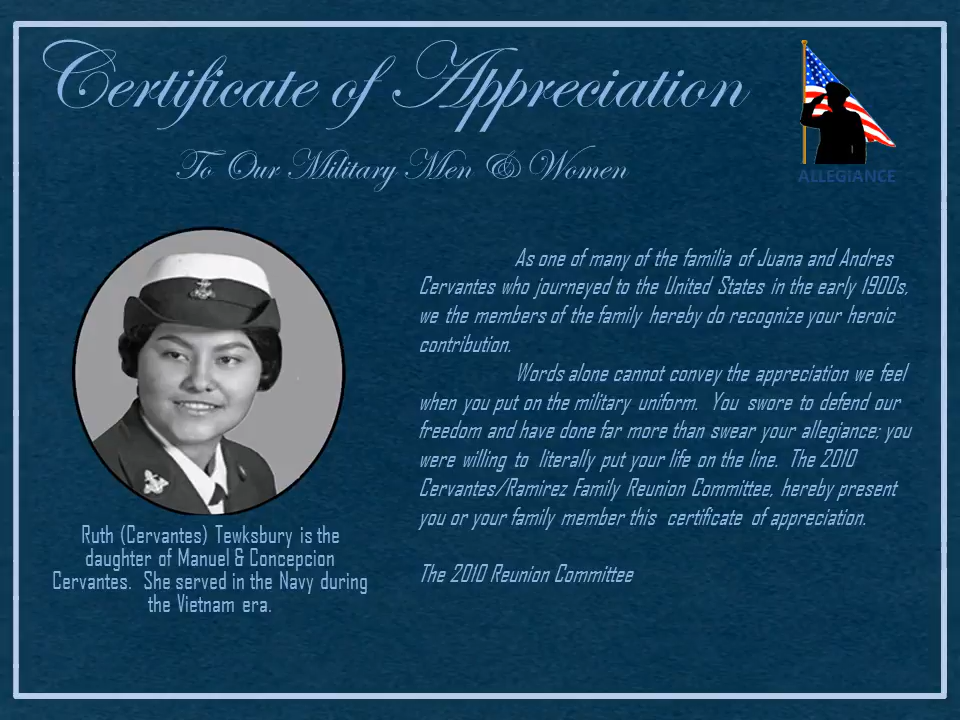 Certificate of Appreciation
To Our Military Men & Women
ALLEGIANCE
As one of many of the familia of Juana and Andres
Cervantes who journeyed to the United States in the early 1900s,
we the members of the family hereby do recognize your heroic
contribution.
Words alone cannot convey the appreciation we feel
when you put on the military uniform. You swore to defend our
freedom and have done far more than swear your allegiance; you
were willing to literally put your life on the line. The 2010
Cervantes/Ramirez Family Reunion Committee, hereby present
you or your family member this certificate of appreciation.
The 2010 Reunion Committee
Ruth (Cervantes) Tewksbury is the
daughter of Manuel & Concepcion
Cervantes. She served in the Navy during
the Vietnam era.